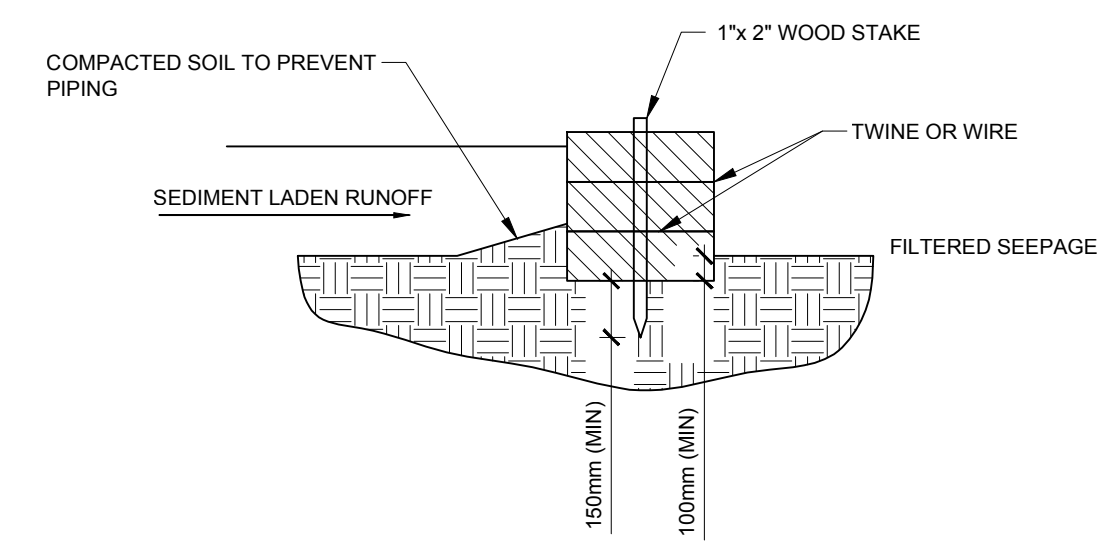 1"x 2" WOOD STAKE
COMPACTED SOIL TO PREVENT
PIPING
TWINE OR WIRE
SEDIMENT LADEN RUNOFF
FILTERED SEEPAGE
150mm (MIN)
100mm (MIN)